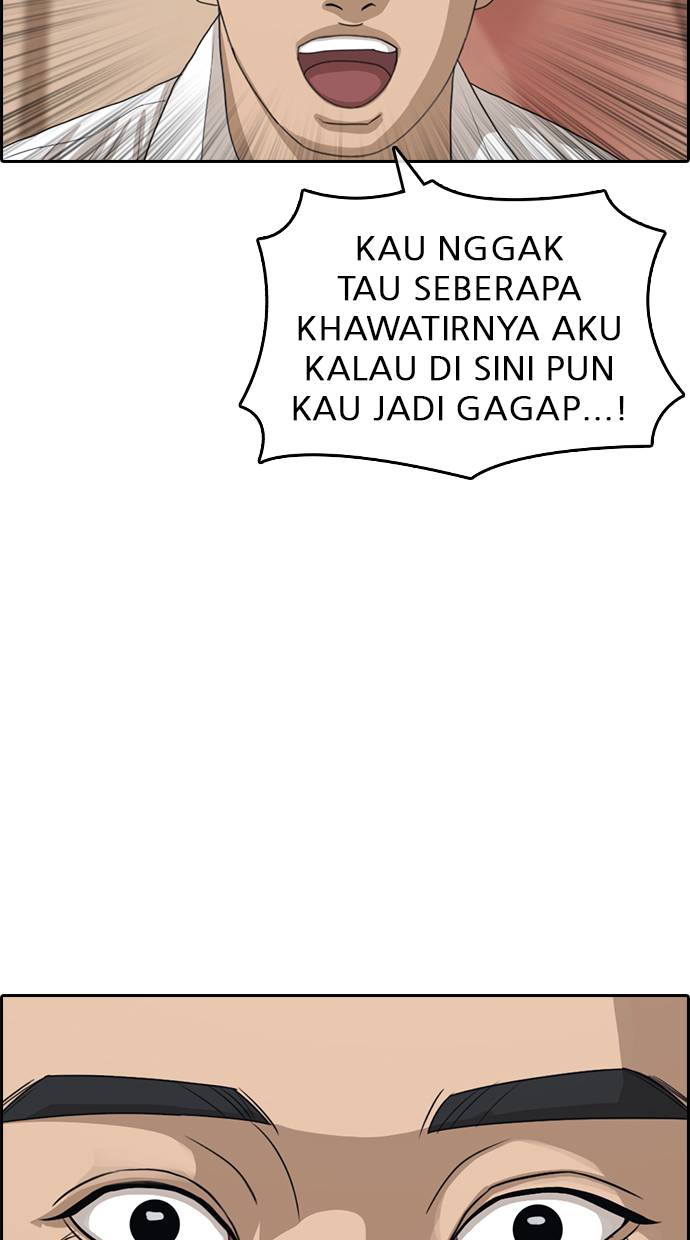 KAU NGGAK
TAU SEBERAPA
KHAWATIRNYA AKU
KALAU DI SINI PUN
KAU JADI GAGAP...!